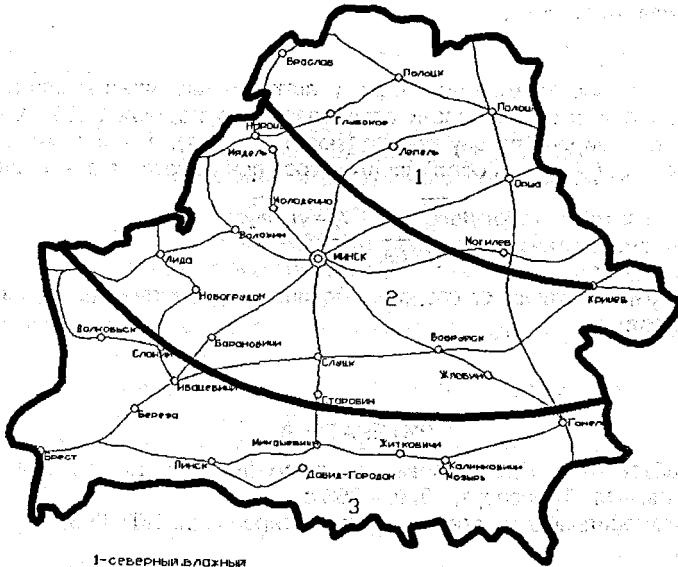 Браслав
Полоцк
Полоцк
Глубокое
Нарочь
Мядель
Лепель
1
Орша
Молодечно
Воложин
Могилев
МИНСК
Лида
Кричев
Новогрудок
2
Волковыск
Барановичи
Слоним
Бобруйск
Слуцк
Жлобин
Ивацевичи
Старобин
Береза
Гомель
Микашевичи
Житковичи
Брест
Пинск
Калинковичи
Давид-Городок
Мозырь
3
1-северный,влажный